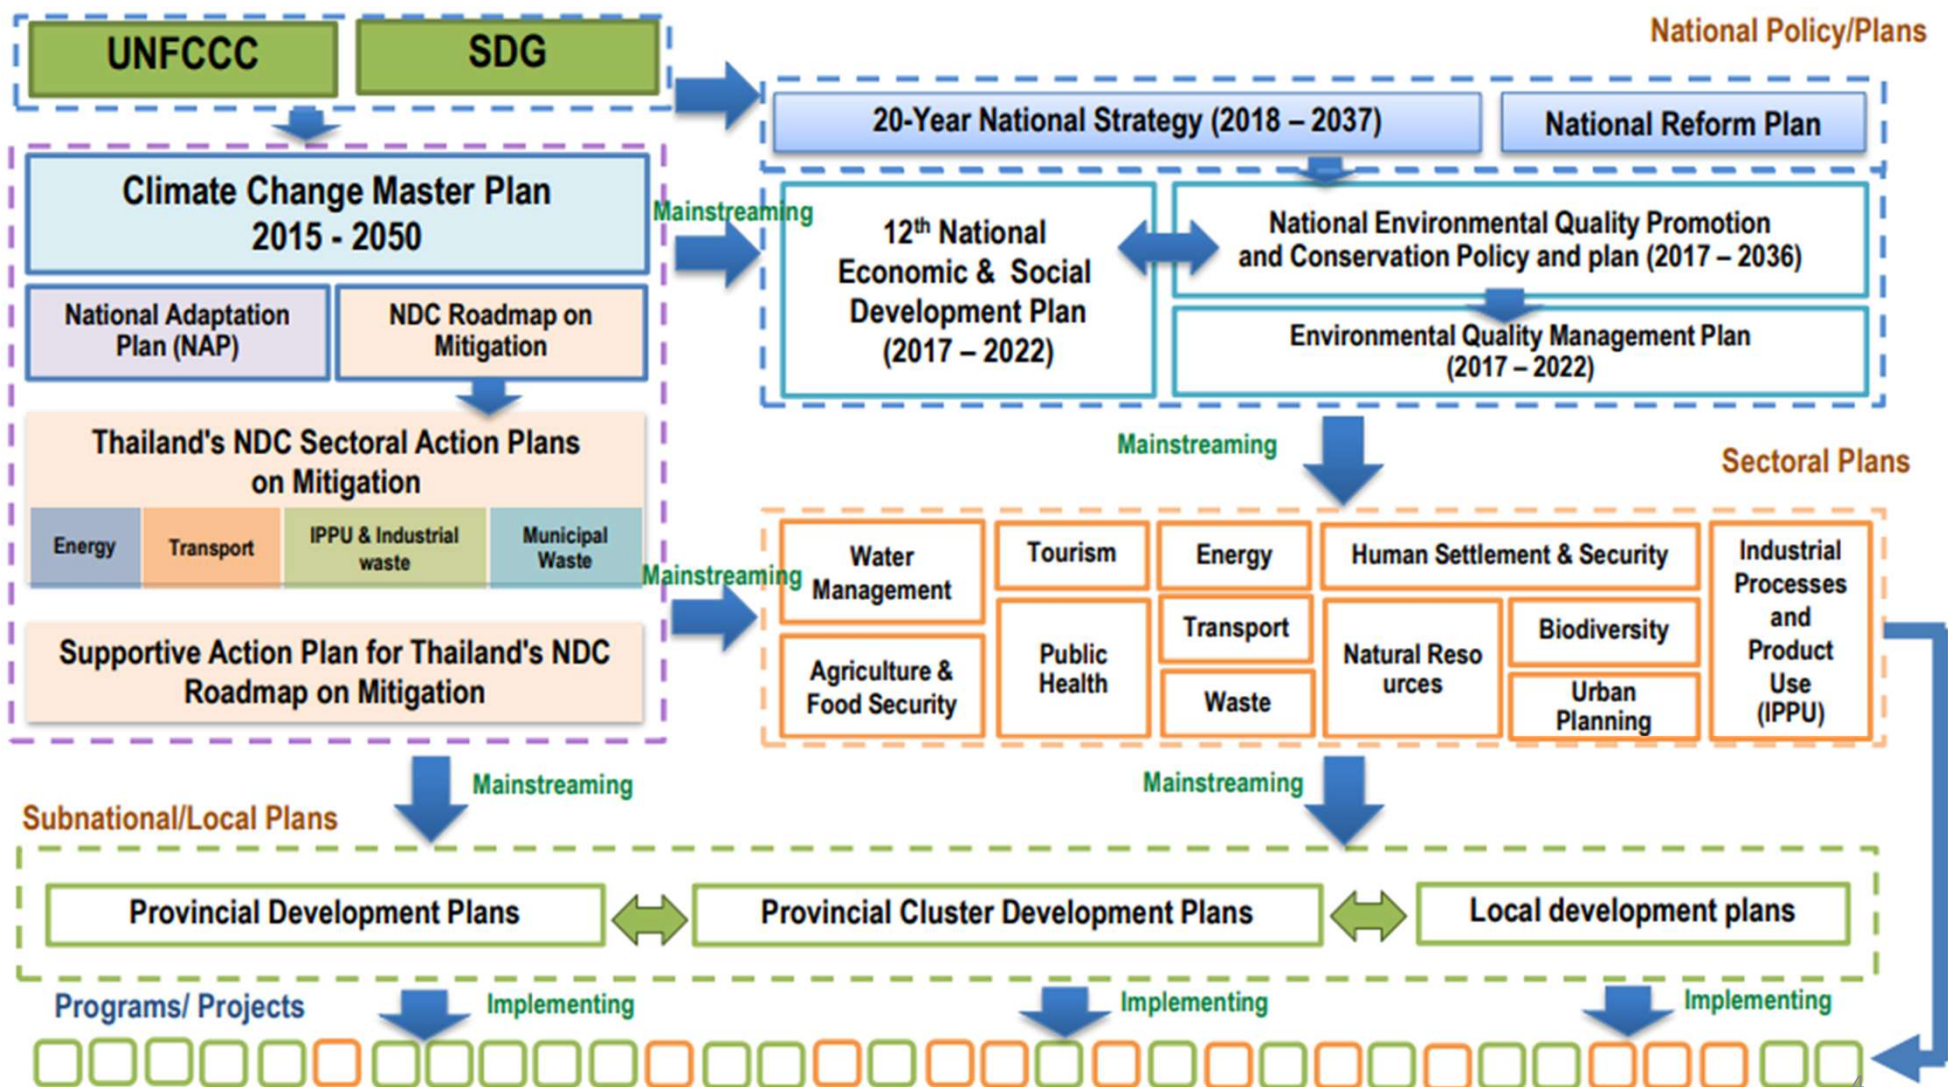 UNFCCC
SDG
National Policy/Plans
20-Year National Strategy (2018 – 2037)
National Reform Plan
Climate Change Master Plan
2015 - 2050
Mainstreaming
12th National
Economic & Social
Development Plan
(2017 – 2022)
National Environmental Quality Promotion
and Conservation Policy and plan (2017 – 2036)
Environmental Quality Management Plan
(2017 – 2022)
National Adaptation
Plan (NAP)
NDC Roadmap on
Mitigation
Thailand's NDC Sectoral Action Plans
on Mitigation
Energy
Transport
IPPU & Industrial
waste
Municipal
Waste
Supportive Action Plan for Thailand's NDC
Roadmap on Mitigation
Mainstreaming
Mainstreaming
Sectoral Plans
Water
Management
Agriculture &
Food Security
Tourism
Public
Health
Energy
Transport
Waste
Human Settlement & Security
Natural Reso
urces
Biodiversity
Urban
Planning
Industrial
Processes
and
Product
Use
(IPPU)
Mainstreaming
Mainstreaming
Subnational/Local Plans
Provincial Development Plans
Provincial Cluster Development Plans
Local development plans
Programs/ Projects
Implementing
Implementing
Implementing